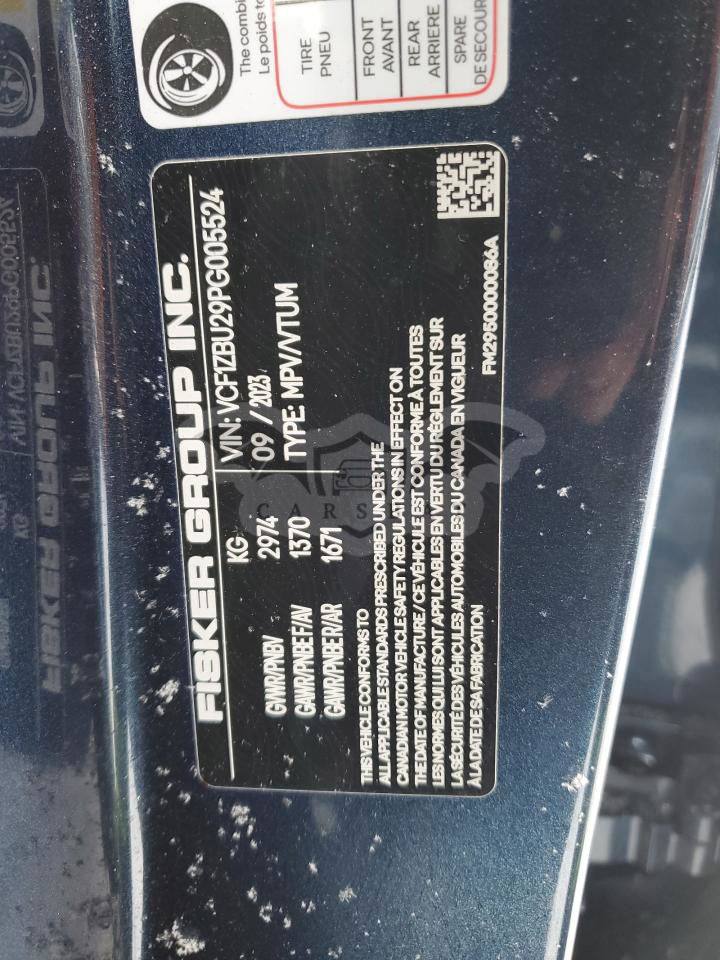 The combi
Le poids to
TIRE
PNEU
FRONT
AVANT
REAR
ARRIERE
SPARE
DE SECOUR
FISKER GROUP INC.
KG
GVWR/PNBV 2974
GAWR/PNBE F/AV 1370
GAWR/PNBE R/AR 1671
VIN: VCF1ZBU29PG005524
09 / 2023
TYPE: MPV/VTUM
THIS VEHICLE CONFORMS TO
ALL APPLICABLE STANDARDS PRESCRIBED UNDER THE
CANADIAN MOTOR VEHICLE SAFETY REGULATIONS IN EFFECT ON
THE DATE OF MANUFACTURE / CE VÉHICULE EST CONFORME À TOUTES
LES NORMES QUI LUI SONT APPLICABLES EN VERTU DU RÈGLEMENT SUR
LA SÉCURITÉ DES VÉHICULES AUTOMOBILES DU CANADA EN VIGUEUR
À LA DATE DE SA FABRICATION
FM2950000086A
CARS